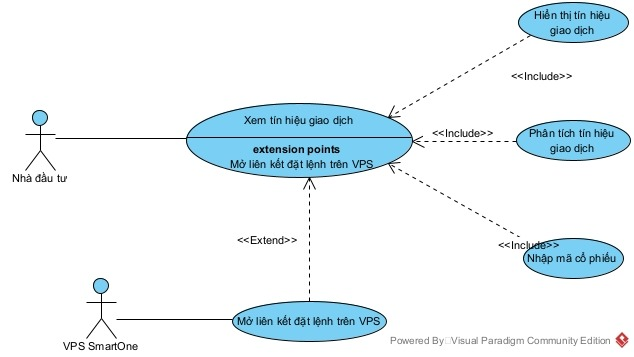 Hiển thị tín hiệu
giao dịch
<<Include>>
Xem tín hiệu giao dịch
extension points
Mở liên kết đặt lệnh trên VPS
<<Include>>
Phân tích tín hiệu
giao dịch
Nhà đầu tư
<<Extend>>
<<Include>>
Nhập mã cổ phiếu
Mở liên kết đặt lệnh trên VPS
VPS SmartOne
Powered By Visual Paradigm Community Edition